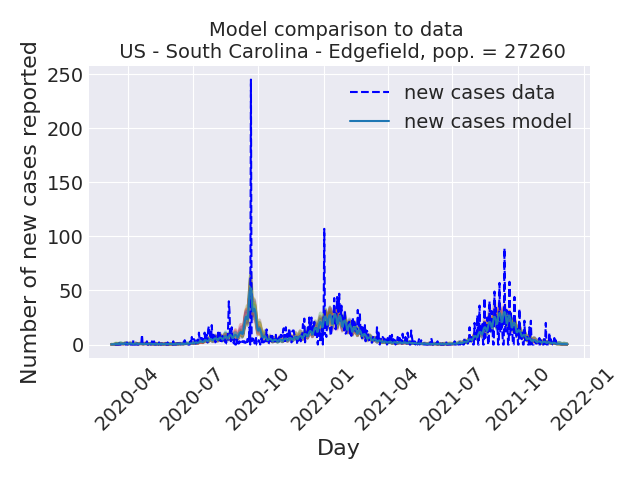 Model comparison to data
US - South Carolina - Edgefield, pop. = 27260
Number of new cases reported
250
200
150
100
50
0
new cases data
new cases model
2020-04
2020-07
2020-10
2021-01
2021-04
2021-07
2021-10
2022-01
Day